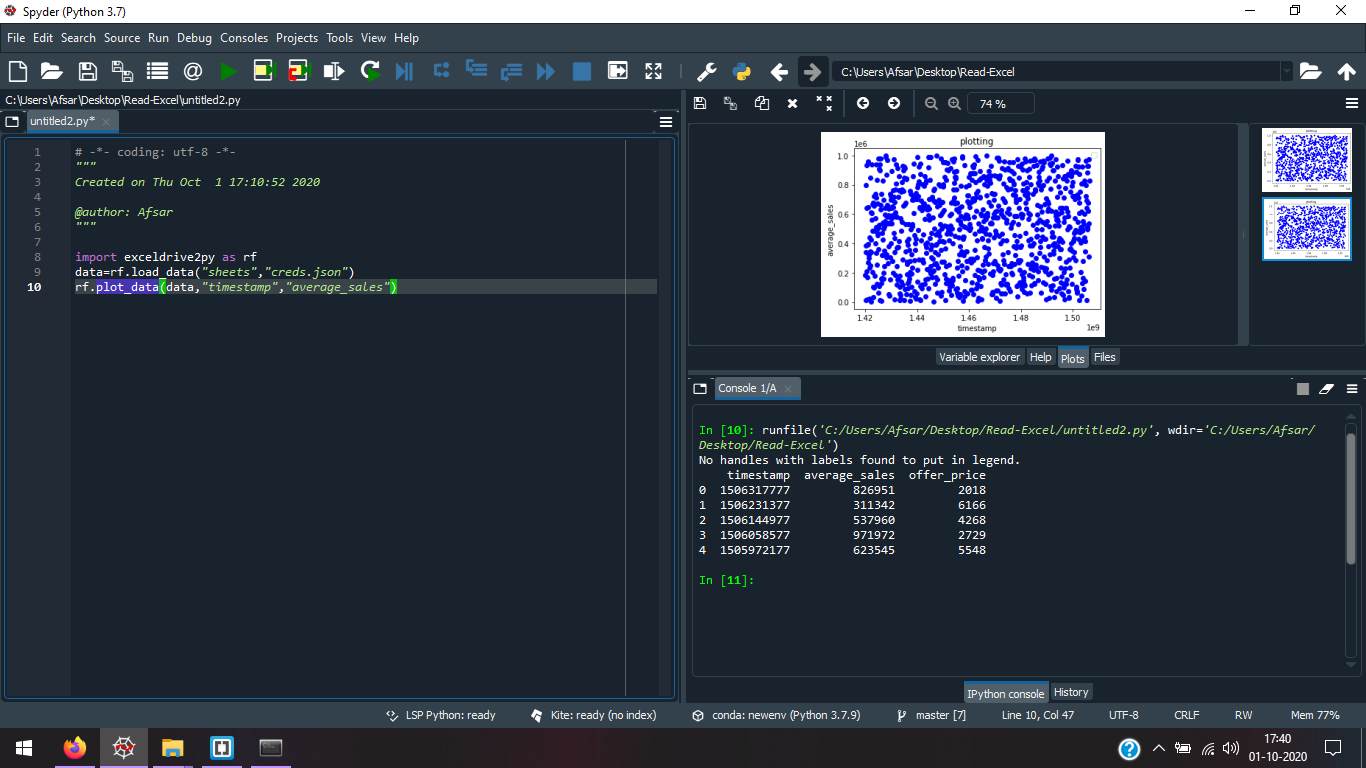 Spyder (Python 3.7)
File Edit Search Source Run Debug Consoles Projects Tools View Help
C:\Users\Afsar\Desktop\Read-Excel
C:\Users\Afsar\Desktop\Read-Excel\untitled2.py
untitled2.py*
1 # -*- coding: utf-8 -*-
2 """
3 Created on Thu Oct  1 17:10:52 2020
4
5 @author: Afsar
6 """
7
8 import exceldrive2py as rf
9 data=rf.load_data("sheets","creds.json")
10 rf.plot_data(data,"timestamp","average_sales")
74 %
plotting
1e6
1.0
0.8
0.6
0.4
0.2
0.0
average_sales
1.42 1.44 1.46 1.48 1.50
timestamp
1e9
Variable explorer Help Plots Files
Console 1/A
In [10]: runfile('C:/Users/Afsar/Desktop/Read-Excel/untitled2.py', wdir='C:/Users/Afsar/
Desktop/Read-Excel')
No handles with labels found to put in legend.
timestamp average_sales offer_price
0 1506317777 826951 2018
1 1506231377 311342 6166
2 1506144977 537960 4268
3 1506058577 971972 2729
4 1505972177 623545 5548
In [11]:
IPython console History
LSP Python: ready Kite: ready (no index) conda: newenv (Python 3.7.9) master [7] Line 10, Col 47 UTF-8 CRLF RW Mem 77%
17:40
01-10-2020